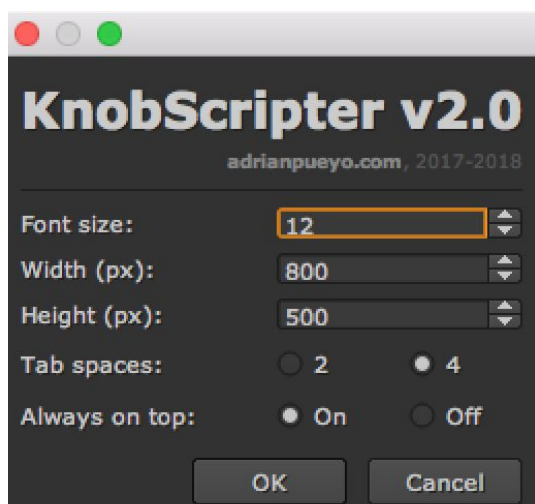 KnobScripter v2.0
adrianpueyo.com, 2017-2018
Font size: 12
Width (px): 800
Height (px): 500
Tab spaces: 2 4
Always on top: On Off
OK Cancel